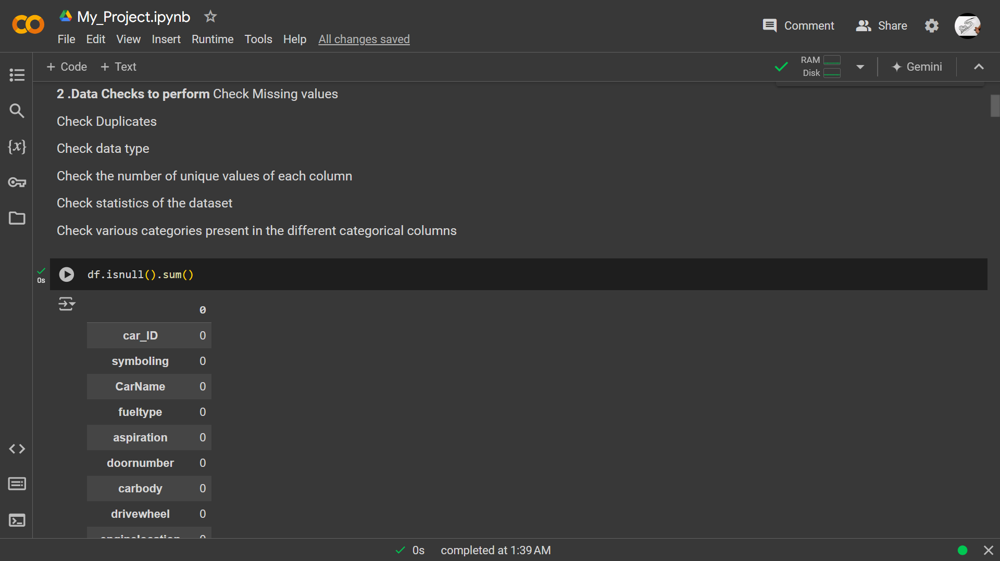 My_Project.ipynb
File Edit View Insert Runtime Tools Help All changes saved
Comment Share
+ Code + Text
RAM
Disk
Gemini
2 .Data Checks to perform Check Missing values
Check Duplicates
Check data type
Check the number of unique values of each column
Check statistics of the dataset
Check various categories present in the different categorical columns
{x}
0s
df.isnull().sum()
0
car_ID 0
symboling 0
CarName 0
fueltype 0
aspiration 0
doornumber 0
carbody 0
drivewheel 0
enginelocation 0
0s completed at 1:39 AM